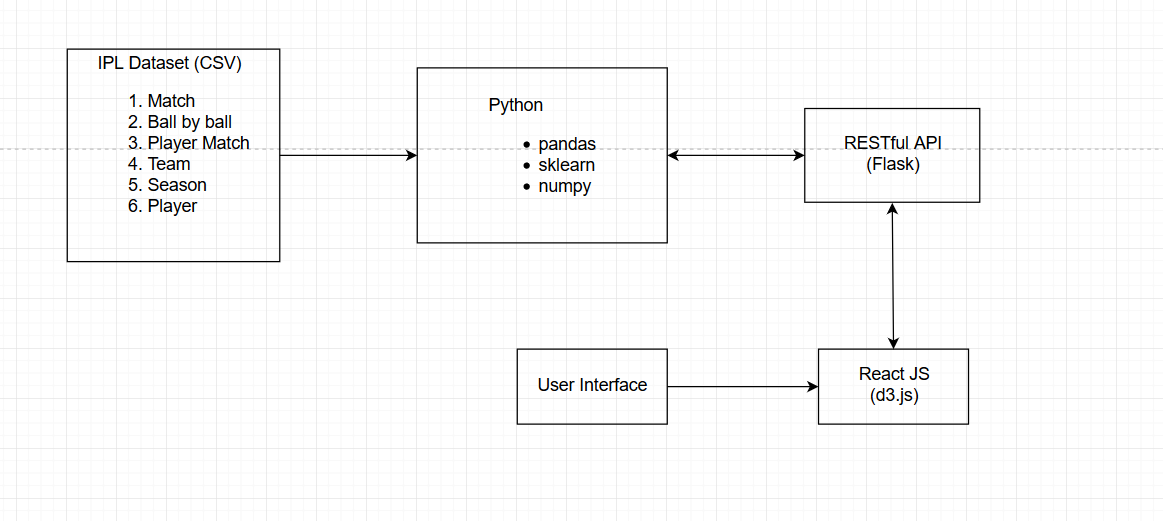 IPL Dataset (CSV)
1. Match
2. Ball by ball
3. Player Match
4. Team
5. Season
6. Player
Python
• pandas
• sklearn
• numpy
RESTful API
(Flask)
User Interface
React JS
(d3.js)